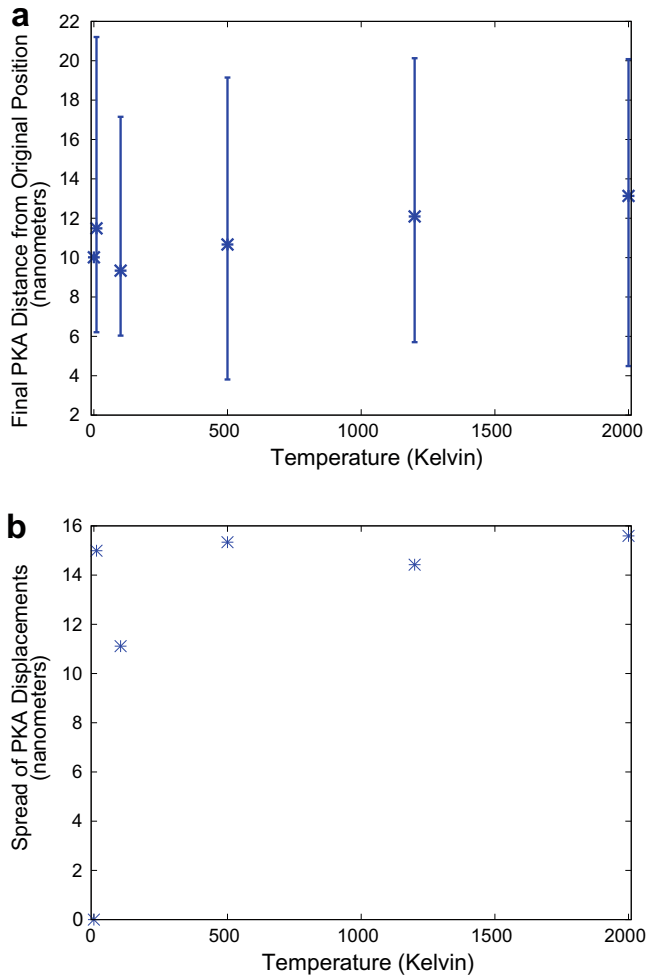 a
Final PKA Distance from Original Position
(nanometers)
22
20
18
16
14
12
10
8
6
4
2
0 500 1000 1500 2000
Temperature (Kelvin)
b
Spread of PKA Displacements
(nanometers)
16
14
12
10
8
6
4
2
0
0 500 1000 1500 2000
Temperature (Kelvin)